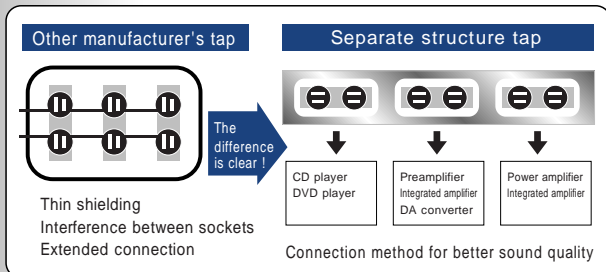 Other manufacturer's tap
Thin shielding
Interference between sockets
Extended connection
The
difference
is clear !
Separate structure tap
CD player
DVD player
Preamplifier
Integrated amplifier
DA converter
Power amplifier
Integrated amplifier
Connection method for better sound quality